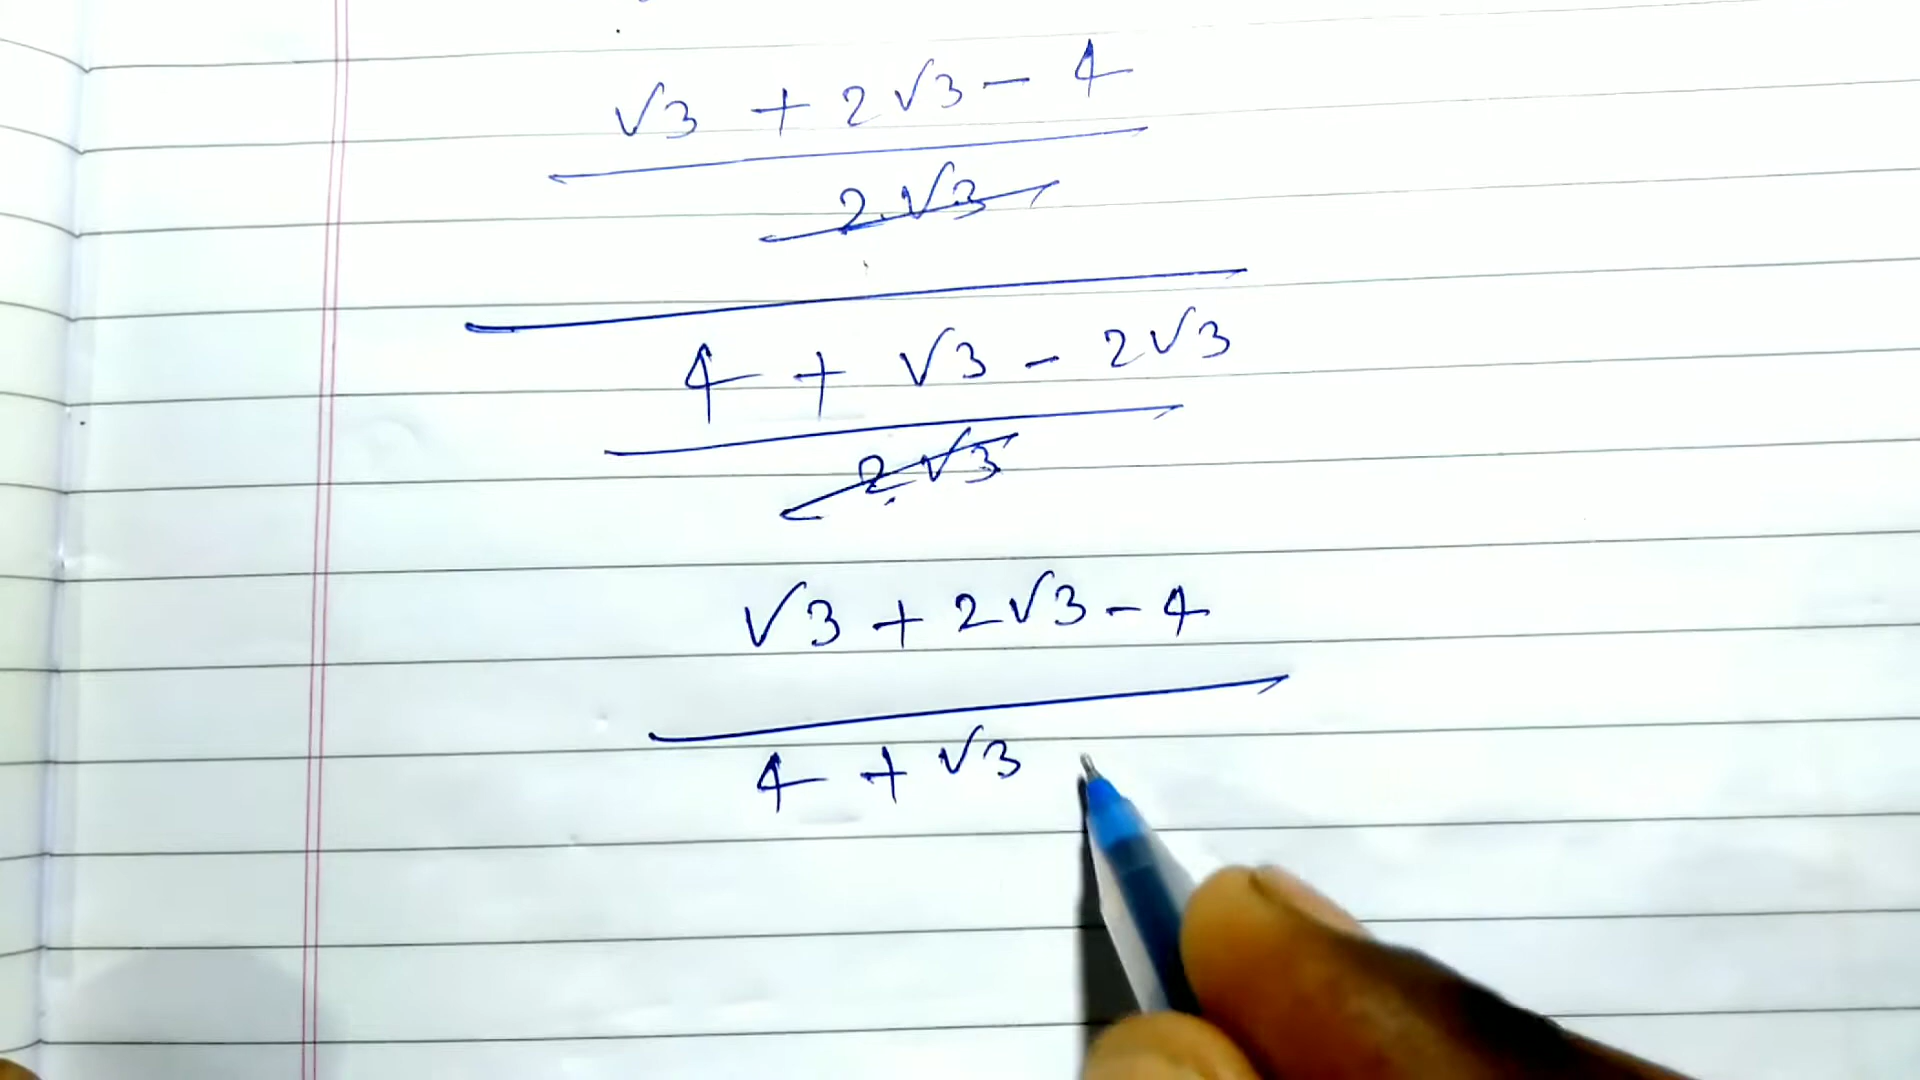 √3 + 2√3 - 4
2√3
4 + √3 - 2√3
2√3
√3 + 2√3 - 4
4 + √3